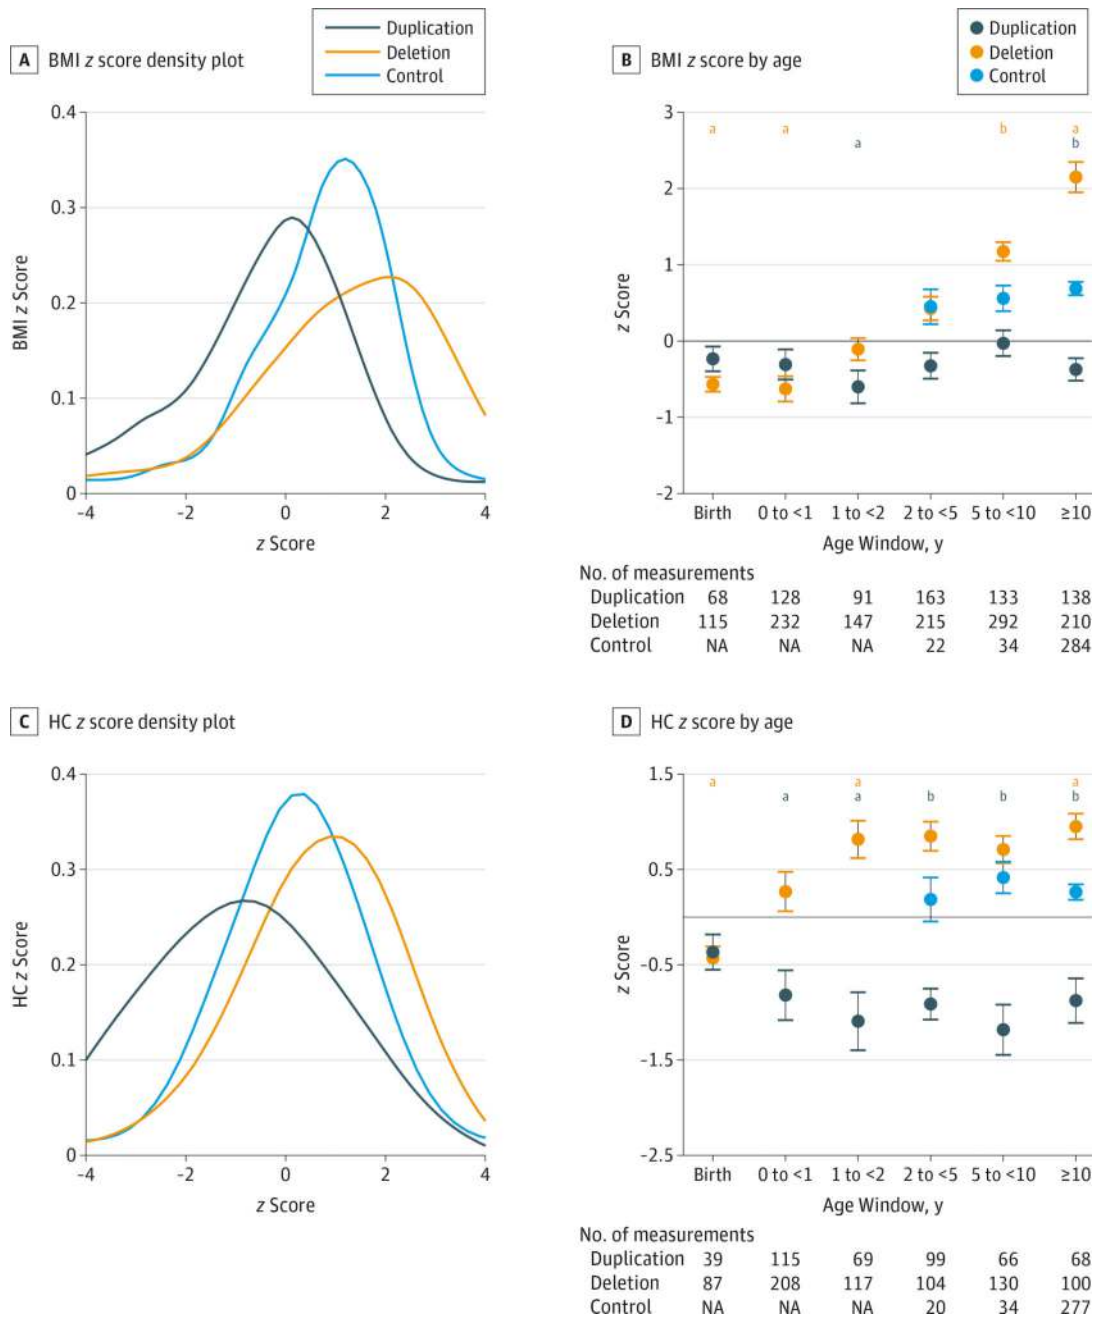 A BMI z score density plot
Duplication
Deletion
Control
BMI z Score
0.4
0.3
0.2
0.1
0
-4 -2 0 2 4
z Score
B BMI z score by age
Duplication
Deletion
Control
z Score
3
2
1
0
-1
-2
a a a b a
b
Birth 0 to <1 1 to <2 2 to <5 5 to <10 ≥10
Age Window, y
No. of measurements
Duplication 68 128 91 163 133 138
Deletion 115 232 147 215 292 210
Control NA NA NA 22 34 284
C HC z score density plot
HC z Score
0.4
0.3
0.2
0.1
0
-4 -2 0 2 4
z Score
D HC z score by age
z Score
1.5
0.5
-0.5
-1.5
-2.5
a a a
a a b b b
Birth 0 to <1 1 to <2 2 to <5 5 to <10 ≥10
Age Window, y
No. of measurements
Duplication 39 115 69 99 66 68
Deletion 87 208 117 104 130 100
Control NA NA NA 20 34 277